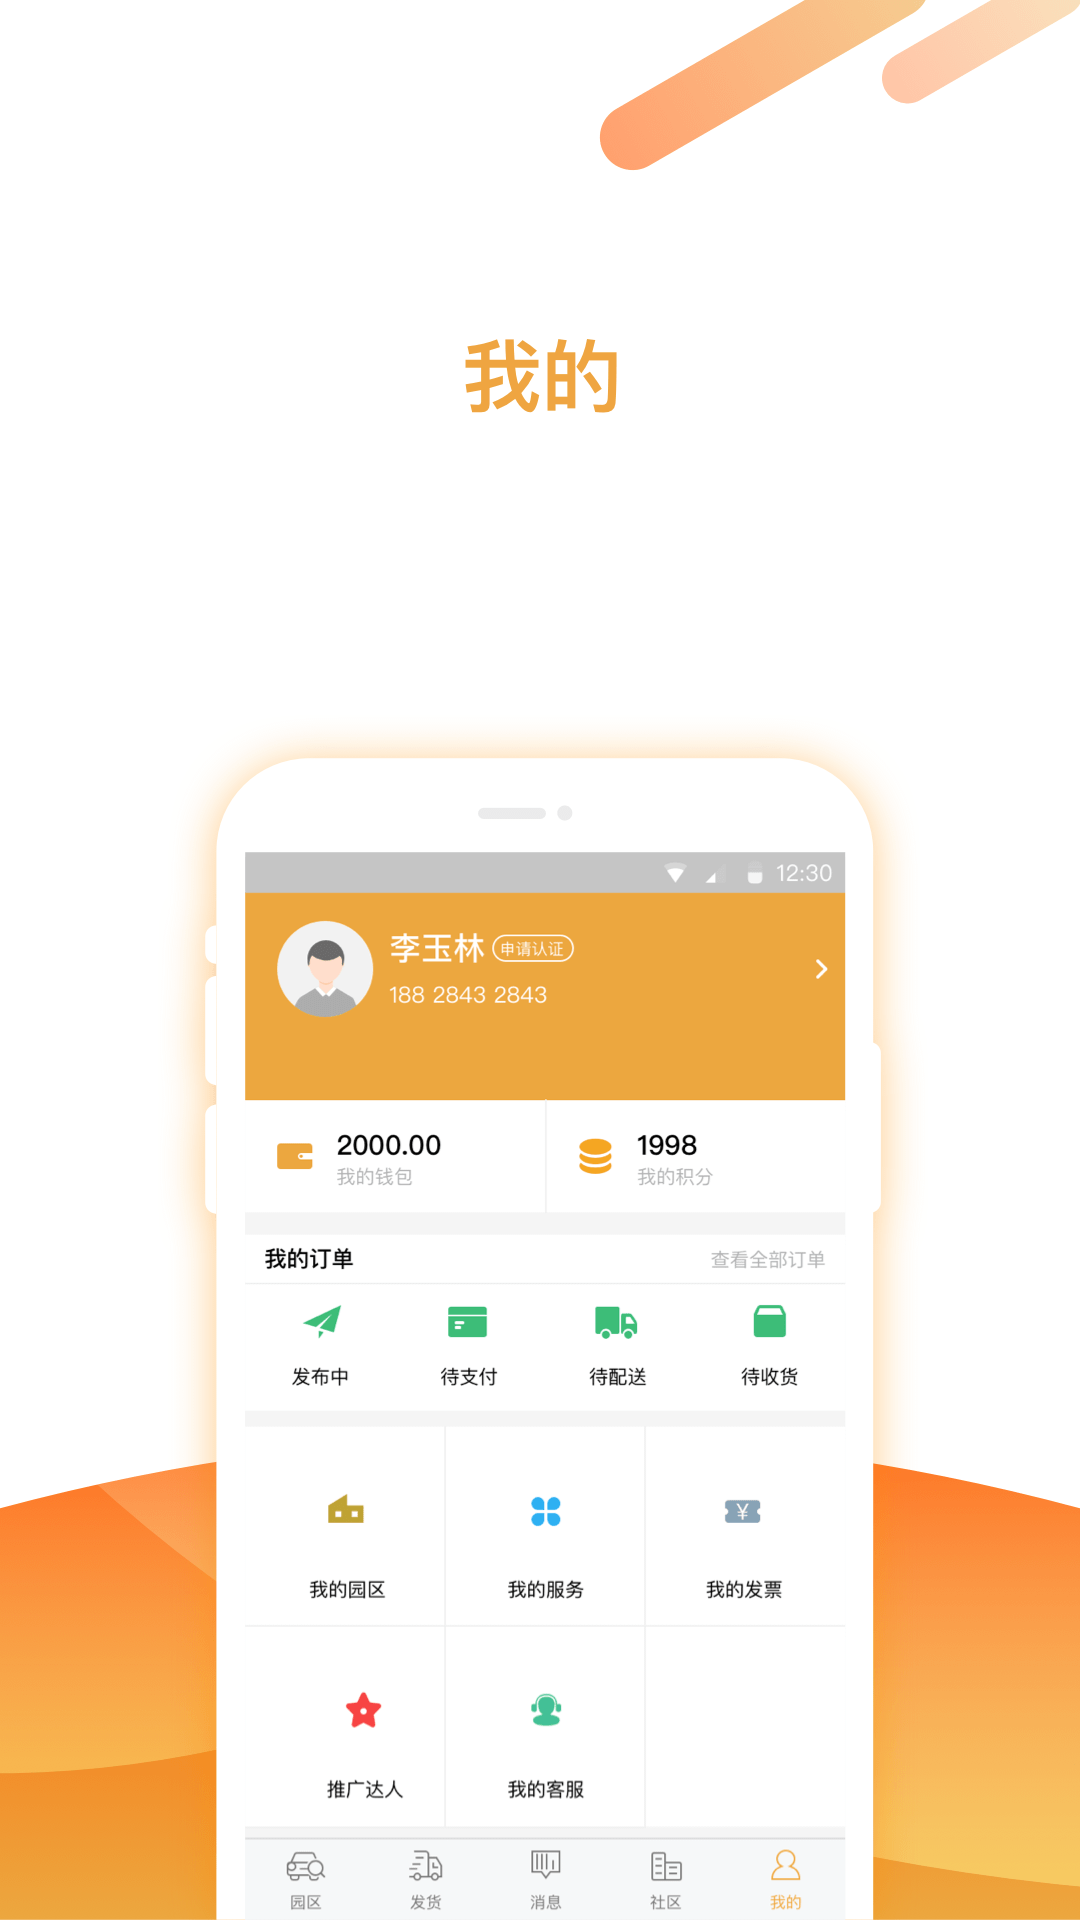 我的
12:30
李玉林 申请认证
188 2843 2843
2000.00
我的钱包
1998
我的积分
我的订单 查看全部订单
发布中 待支付 待配送 待收货
我的园区 我的服务 我的发票
推广达人 我的客服
园区 发货 消息 社区 我的